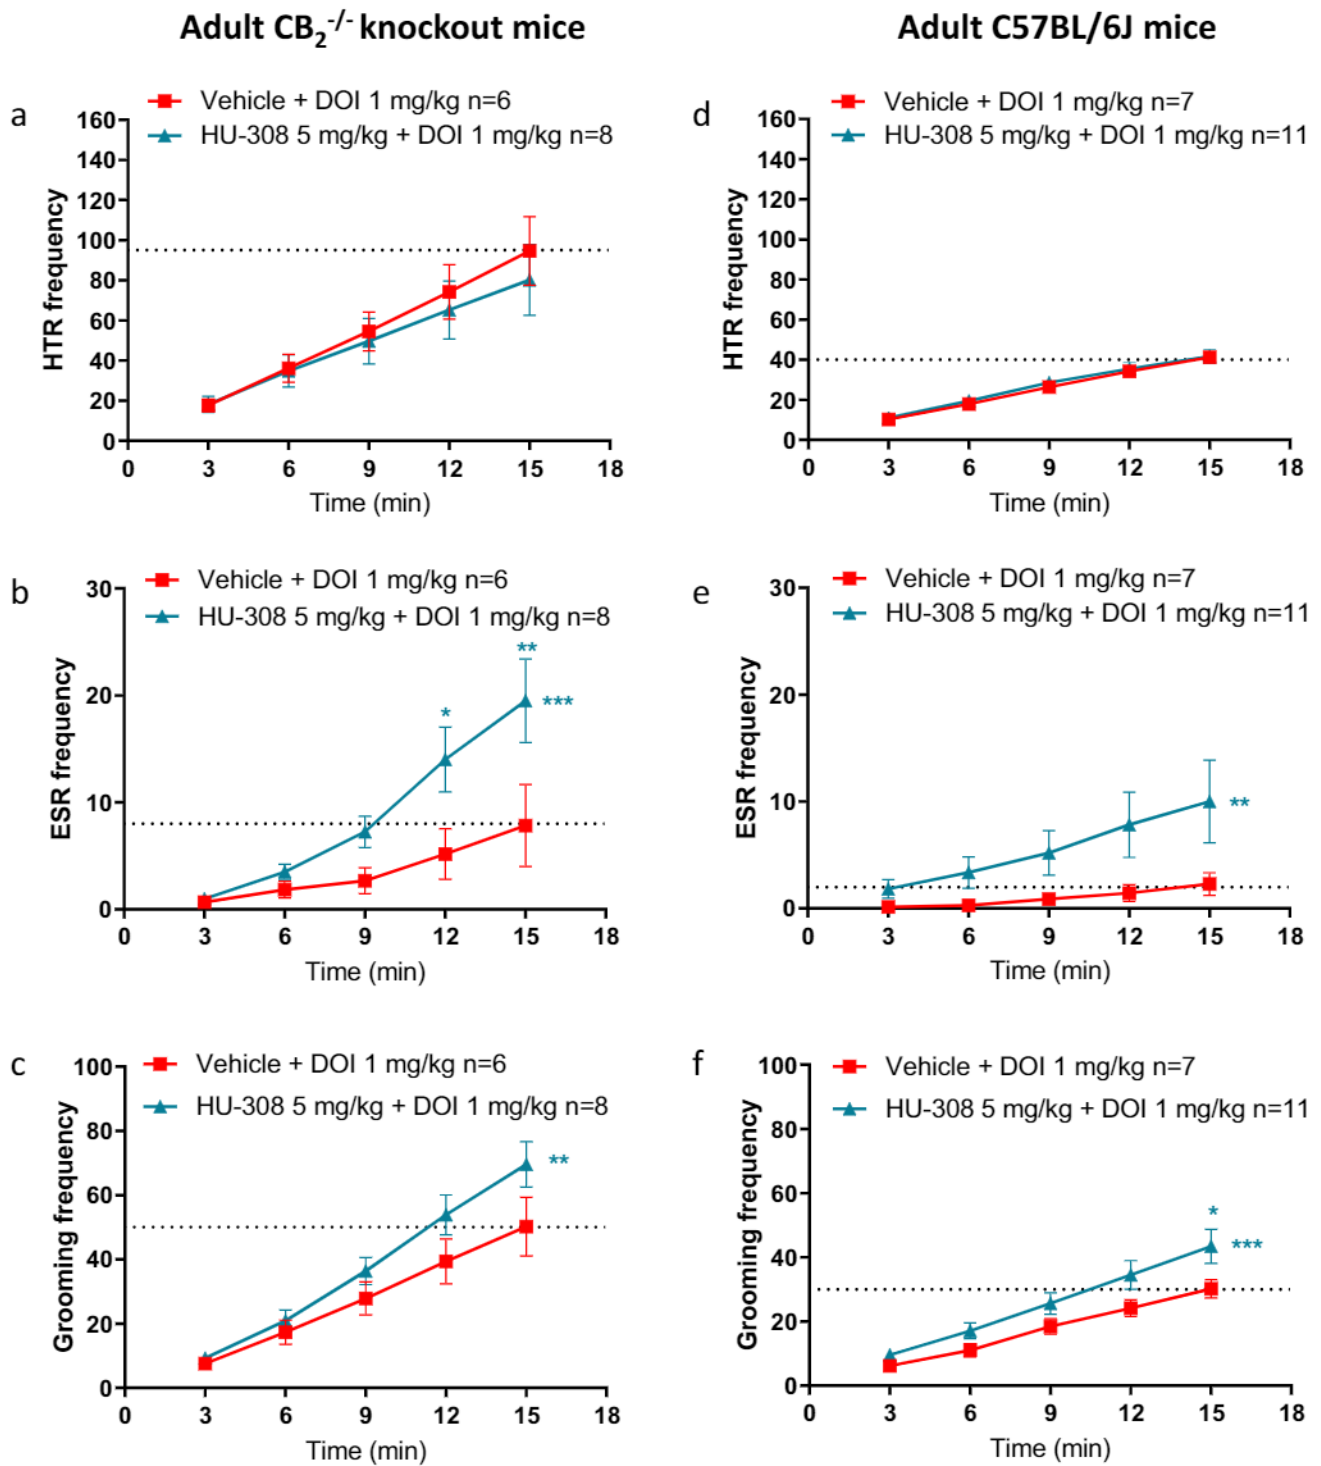 Adult CB₂⁻/⁻ knockout mice
Adult C57BL/6J mice
a
Vehicle + DOI 1 mg/kg n=6
HU-308 5 mg/kg + DOI 1 mg/kg n=8
HTR frequency
160
140
120
100
80
60
40
20
0
0 3 6 9 12 15 18
Time (min)
d
Vehicle + DOI 1 mg/kg n=7
HU-308 5 mg/kg + DOI 1 mg/kg n=11
HTR frequency
160
140
120
100
80
60
40
20
0
0 3 6 9 12 15 18
Time (min)
b
Vehicle + DOI 1 mg/kg n=6
HU-308 5 mg/kg + DOI 1 mg/kg n=8
ESR frequency
30
20
10
0
**
***
*
0 3 6 9 12 15 18
Time (min)
e
Vehicle + DOI 1 mg/kg n=7
HU-308 5 mg/kg + DOI 1 mg/kg n=11
ESR frequency
30
20
10
0
**
0 3 6 9 12 15 18
Time (min)
c
Vehicle + DOI 1 mg/kg n=6
HU-308 5 mg/kg + DOI 1 mg/kg n=8
Grooming frequency
100
80
60
40
20
0
**
0 3 6 9 12 15 18
Time (min)
f
Vehicle + DOI 1 mg/kg n=7
HU-308 5 mg/kg + DOI 1 mg/kg n=11
Grooming frequency
100
80
60
40
20
0
*
***
0 3 6 9 12 15 18
Time (min)